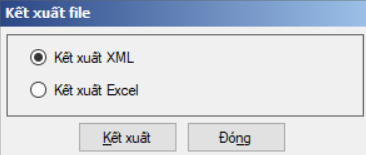 Kết xuất file
Kết xuất XML
Kết xuất Excel
Kết xuất Đóng